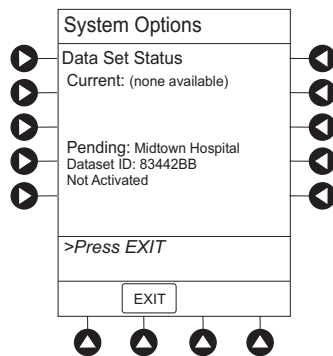 System Options
Data Set Status
Current: (none available)
Pending: Midtown Hospital
Dataset ID: 83442BB
Not Activated
>Press EXIT
EXIT